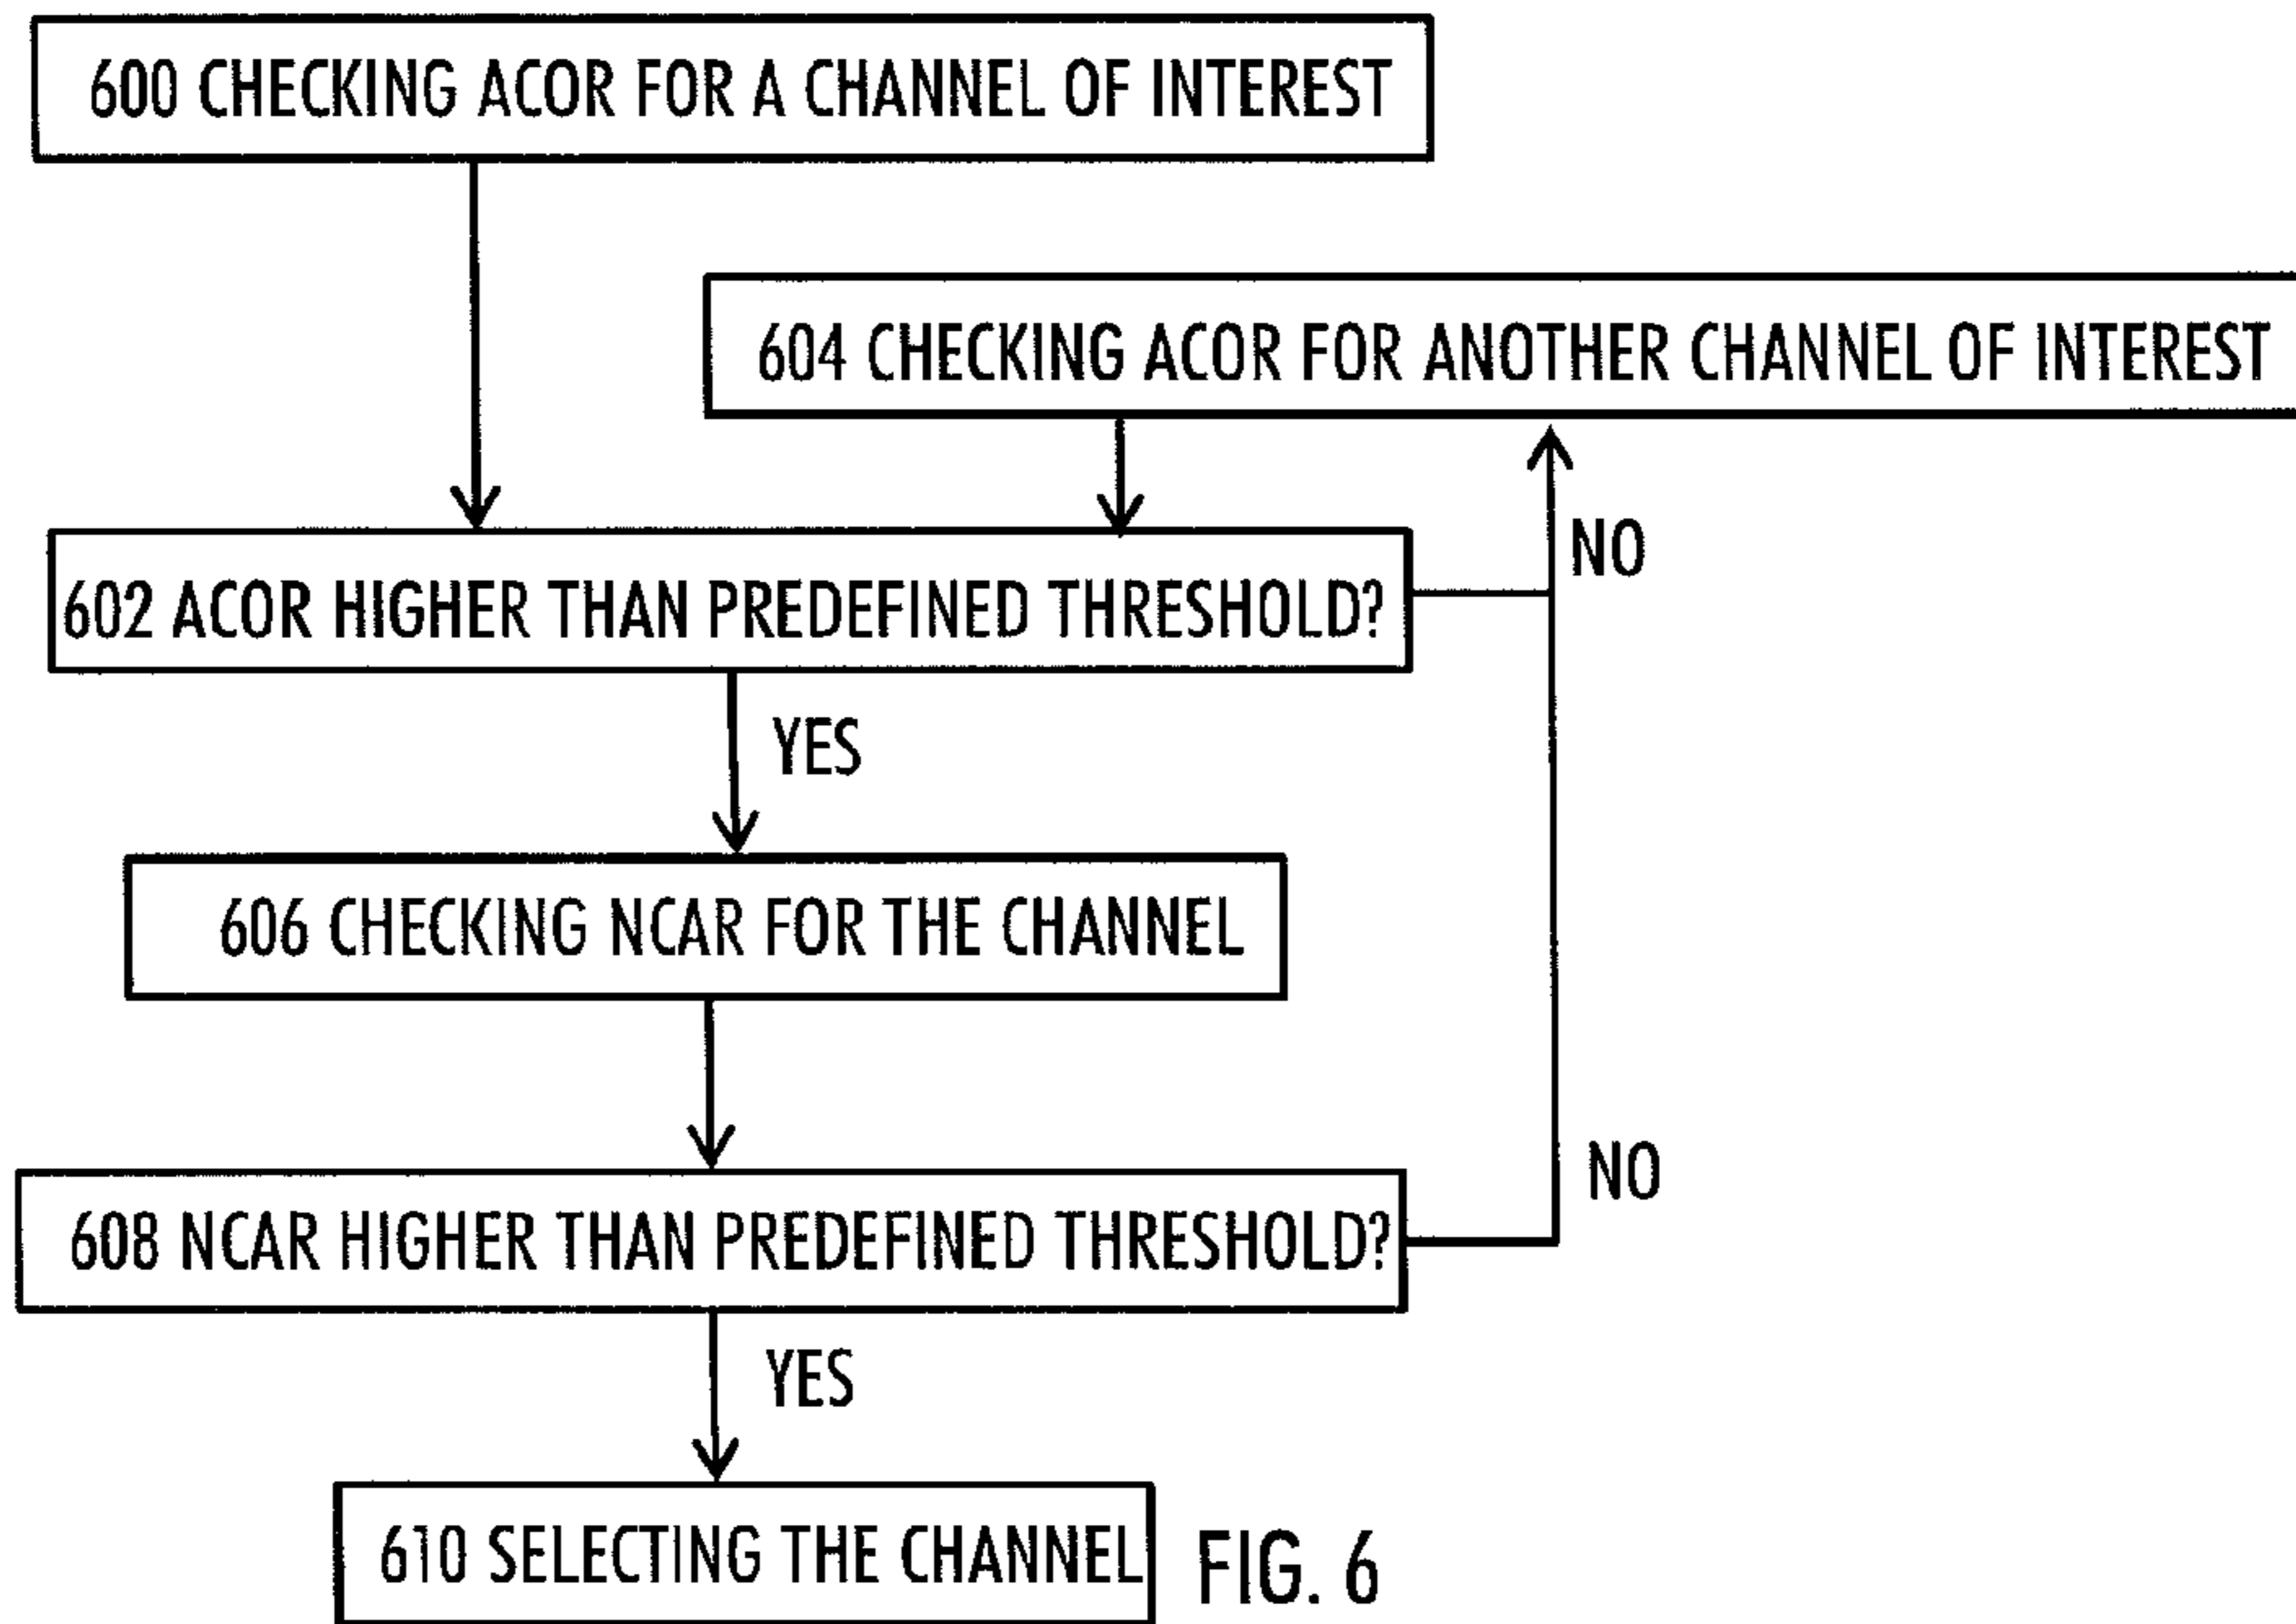 600 CHECKING ACOR FOR A CHANNEL OF INTEREST
604 CHECKING ACOR FOR ANOTHER CHANNEL OF INTEREST
NO
602 ACOR HIGHER THAN PREDEFINED THRESHOLD?
YES
606 CHECKING NCAR FOR THE CHANNEL
NO
608 NCAR HIGHER THAN PREDEFINED THRESHOLD?
YES
610 SELECTING THE CHANNEL
FIG. 6